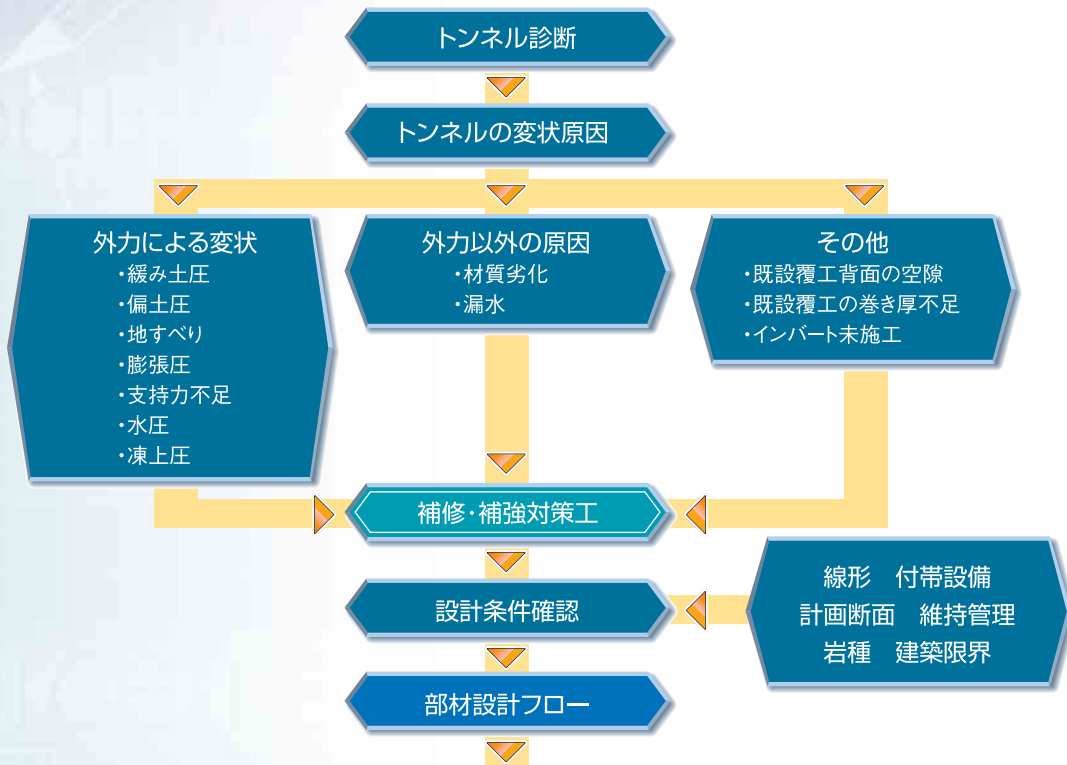 トンネル診断
トンネルの変状原因
外力による変状
・緩み土圧
・偏土圧
・地すべり
・膨張圧
・支持力不足
・水圧
・凍上圧
外力以外の原因
・材質劣化
・漏水
その他
・既設覆工背面の空隙
・既設覆工の巻き厚不足
・インバート未施工
補修・補強対策工
設計条件確認
線形　付帯設備
計画断面　維持管理
岩種　建築限界
部材設計フロー